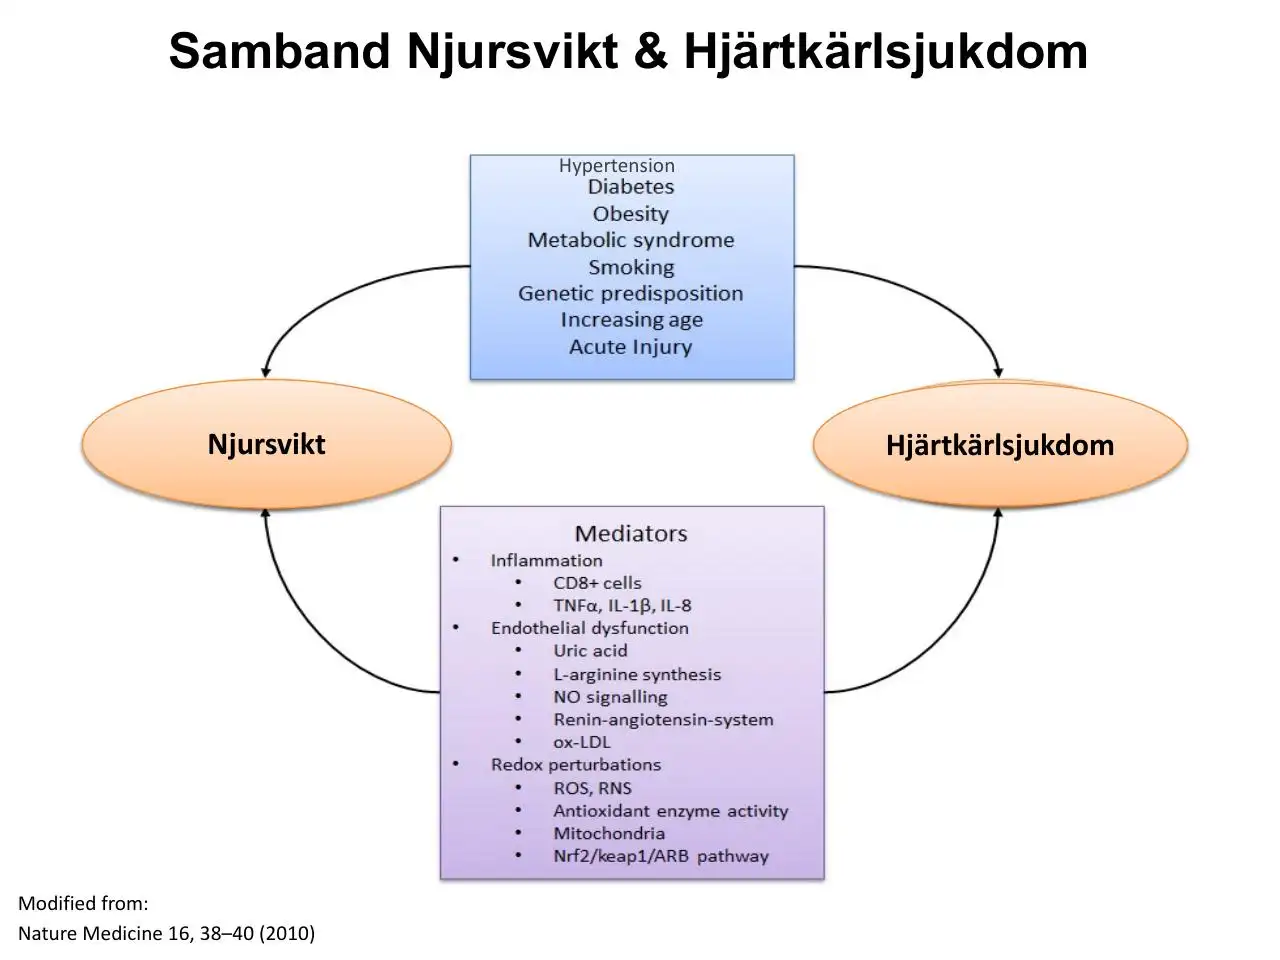 Samband Njursvikt & Hjärtkärlsjukdom
Hypertension
Diabetes
Obesity
Metabolic syndrome
Smoking
Genetic predisposition
Increasing age
Acute Injury
Njursvikt
Hjärtkärlsjukdom
Mediators
• Inflammation
• CD8+ cells
• TNFα, IL-1β, IL-8
• Endothelial dysfunction
• Uric acid
• L-arginine synthesis
• NO signalling
• Renin-angiotensin-system
• ox-LDL
• Redox perturbations
• ROS, RNS
• Antioxidant enzyme activity
• Mitochondria
• Nrf2/keap1/ARB pathway
Modified from:
Nature Medicine 16, 38–40 (2010)